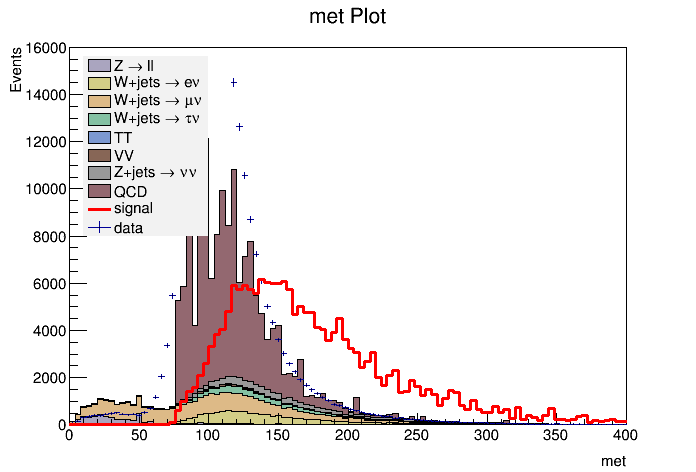 met Plot
Events
16000
14000
12000
10000
8000
6000
4000
2000
0
Z → ll
W+jets → eν
W+jets → μν
W+jets → τν
TT
VV
Z+jets → νν
QCD
signal
data
0 50 100 150 200 250 300 350 400
met